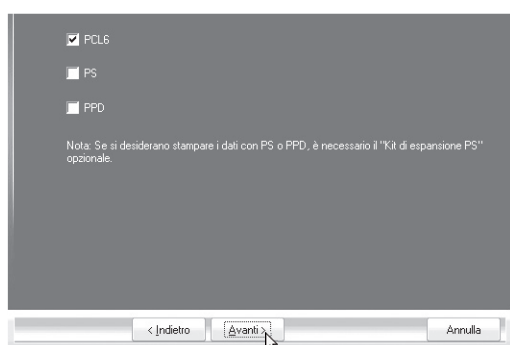 PCL6
PS
PPD
Nota: Se si desiderano stampare i dati con PS o PPD, è necessario il "Kit di espansione PS"
opzionale.
< Indietro Avanti > Annulla